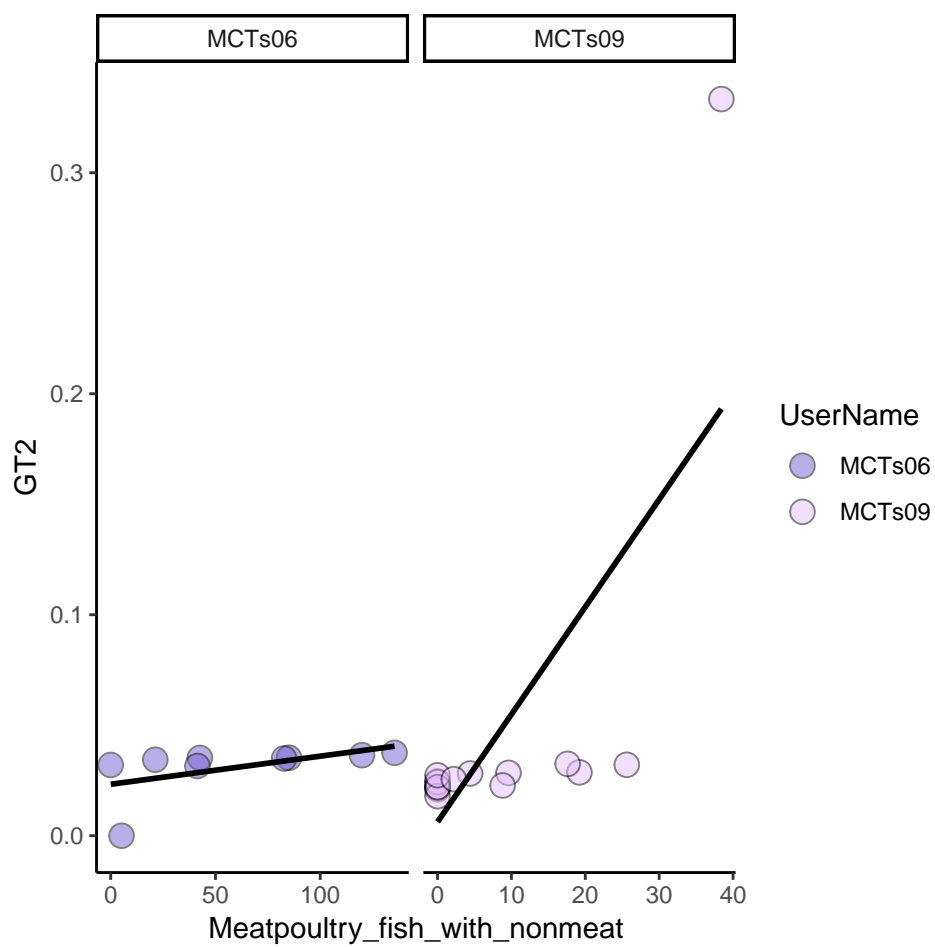 MCTs06 MCTs09
0.3
0.2
0.1
0.0
GT2
0 50 100 0 10 20 30 40
Meatpoultry_fish_with_nonmeat
UserName
MCTs06
MCTs09